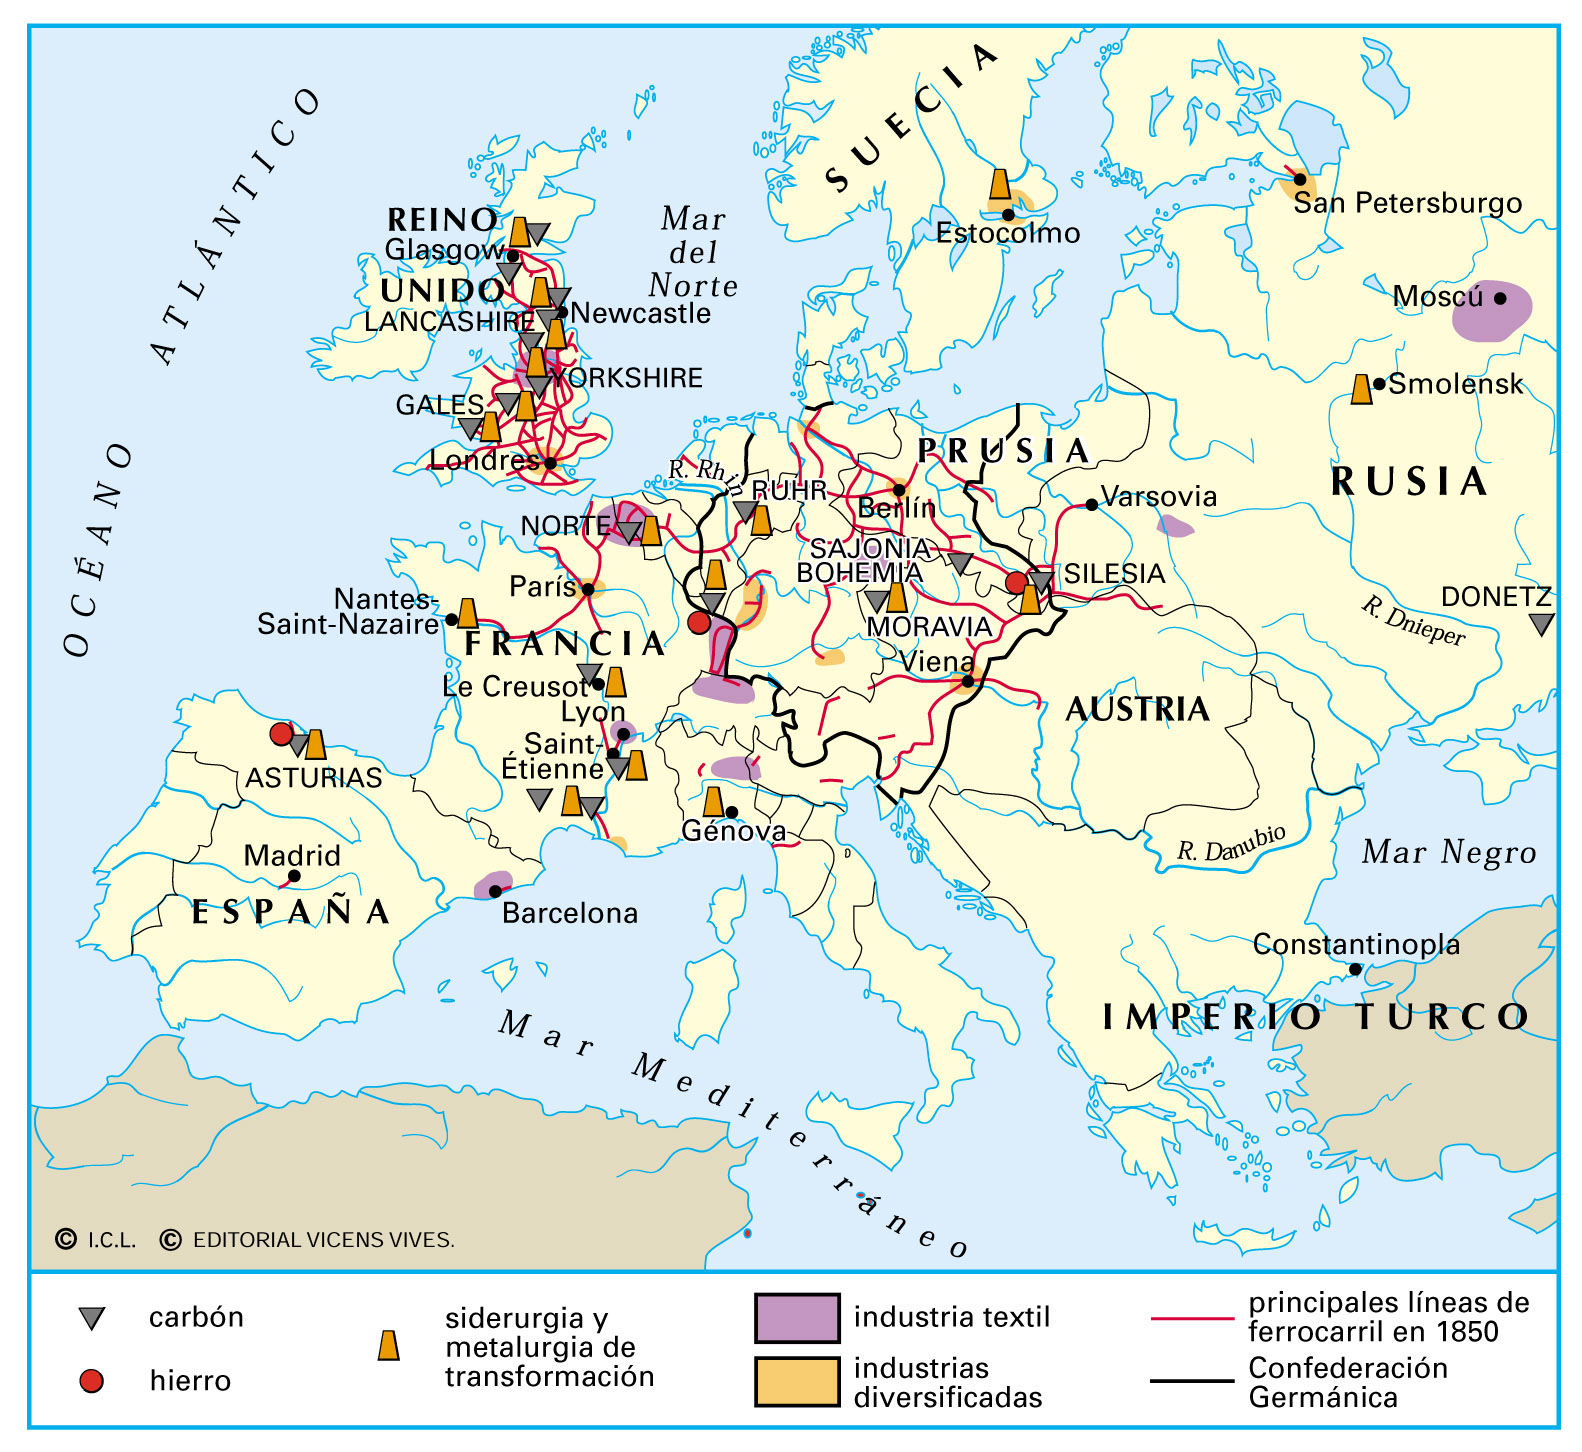 OCÉANO ATLÁNTICO
SUECIA
San Petersburgo
REINO
Mar
del
Norte
Glasgow
Estocolmo
UNIDO
Moscú
LANCASHIRE
Newcastle
YORKSHIRE
Smolensk
GALES
Londres
PRUSIA
R. Rhin
RUHR
RUSIA
Berlín
Varsovia
NORTE
SAJONIA
BOHEMIA
SILESIA
París
DONETZ
Nantes-
Saint-Nazaire
R. Dnieper
MORAVIA
FRANCIA
Viena
Le Creusot
AUSTRIA
Lyon
Saint-
Étienne
ASTURIAS
Génova
R. Danubio
Mar Negro
Madrid
ESPAÑA
Barcelona
Constantinopla
IMPERIO TURCO
Mar Mediterráneo
© I.C.L. © EDITORIAL VICENS VIVES.
carbón
hierro
siderurgia y
metalurgia de
transformación
industria textil
industrias
diversificadas
principales líneas de
ferrocarril en 1850
Confederación
Germánica